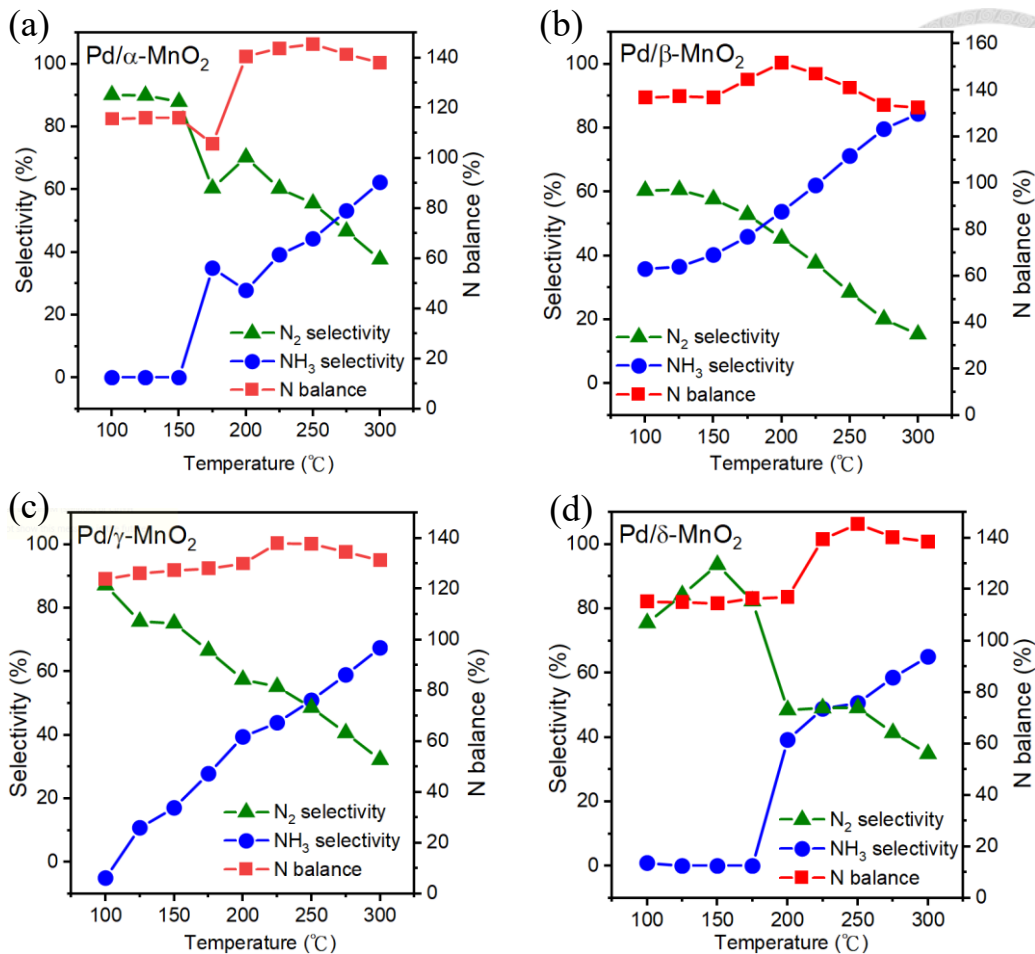 (a)
Pd/α-MnO₂
Selectivity (%)
100
80
60
40
20
0
N balance (%)
140
120
100
80
60
40
20
0
N₂ selectivity
NH₃ selectivity
N balance
100 150 200 250 300
Temperature (℃)
(b)
Pd/β-MnO₂
Selectivity (%)
100
80
60
40
20
0
N balance (%)
160
140
120
100
80
60
40
20
0
N₂ selectivity
NH₃ selectivity
N balance
100 150 200 250 300
Temperature (℃)
(c)
Pd/γ-MnO₂
Selectivity (%)
100
80
60
40
20
0
N balance (%)
140
120
100
80
60
40
20
0
N₂ selectivity
NH₃ selectivity
N balance
100 150 200 250 300
Temperature (℃)
(d)
Pd/δ-MnO₂
Selectivity (%)
100
80
60
40
20
0
N balance (%)
140
120
100
80
60
40
20
0
N₂ selectivity
NH₃ selectivity
N balance
100 150 200 250 300
Temperature (℃)